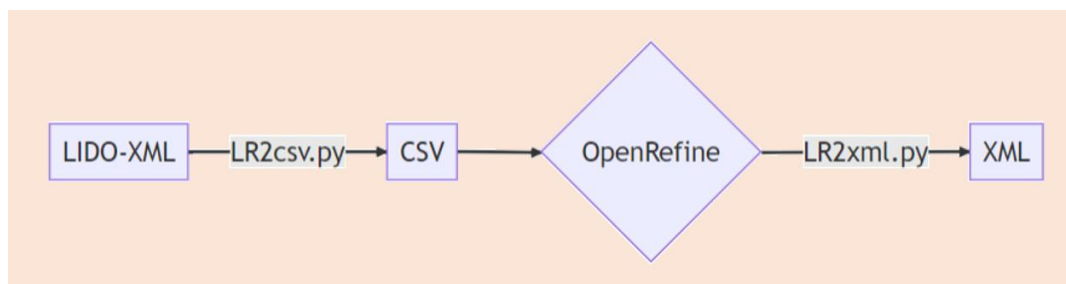 LIDO-XML
LR2csv.py
CSV
OpenRefine
LR2xml.py
XML